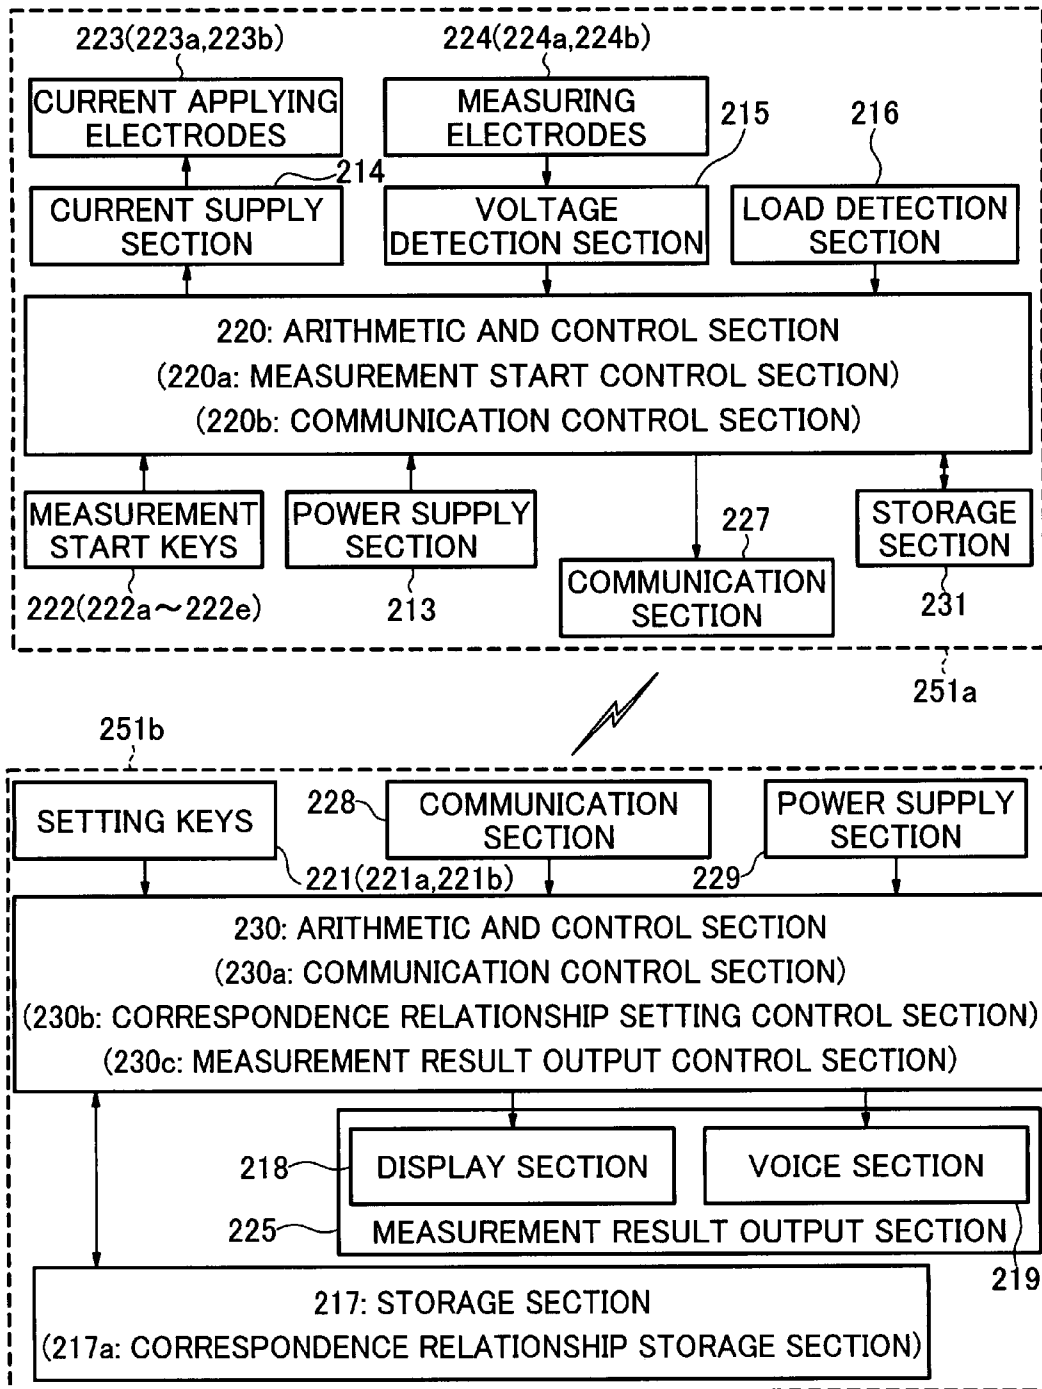 223(223a,223b)
224(224a,224b)
CURRENT APPLYING
ELECTRODES
MEASURING
ELECTRODES
215
216
214
CURRENT SUPPLY
SECTION
VOLTAGE
DETECTION SECTION
LOAD DETECTION
SECTION
220: ARITHMETIC AND CONTROL SECTION
(220a: MEASUREMENT START CONTROL SECTION)
(220b: COMMUNICATION CONTROL SECTION)
MEASUREMENT
START KEYS
POWER SUPPLY
SECTION
227
STORAGE
SECTION
COMMUNICATION
SECTION
222(222a～222e)
213
231
251a
251b
SETTING KEYS
228
COMMUNICATION
SECTION
POWER SUPPLY
SECTION
221(221a,221b)
229
230: ARITHMETIC AND CONTROL SECTION
(230a: COMMUNICATION CONTROL SECTION)
(230b: CORRESPONDENCE RELATIONSHIP SETTING CONTROL SECTION)
(230c: MEASUREMENT RESULT OUTPUT CONTROL SECTION)
218
DISPLAY SECTION
VOICE SECTION
225
MEASUREMENT RESULT OUTPUT SECTION
219
217: STORAGE SECTION
(217a: CORRESPONDENCE RELATIONSHIP STORAGE SECTION)